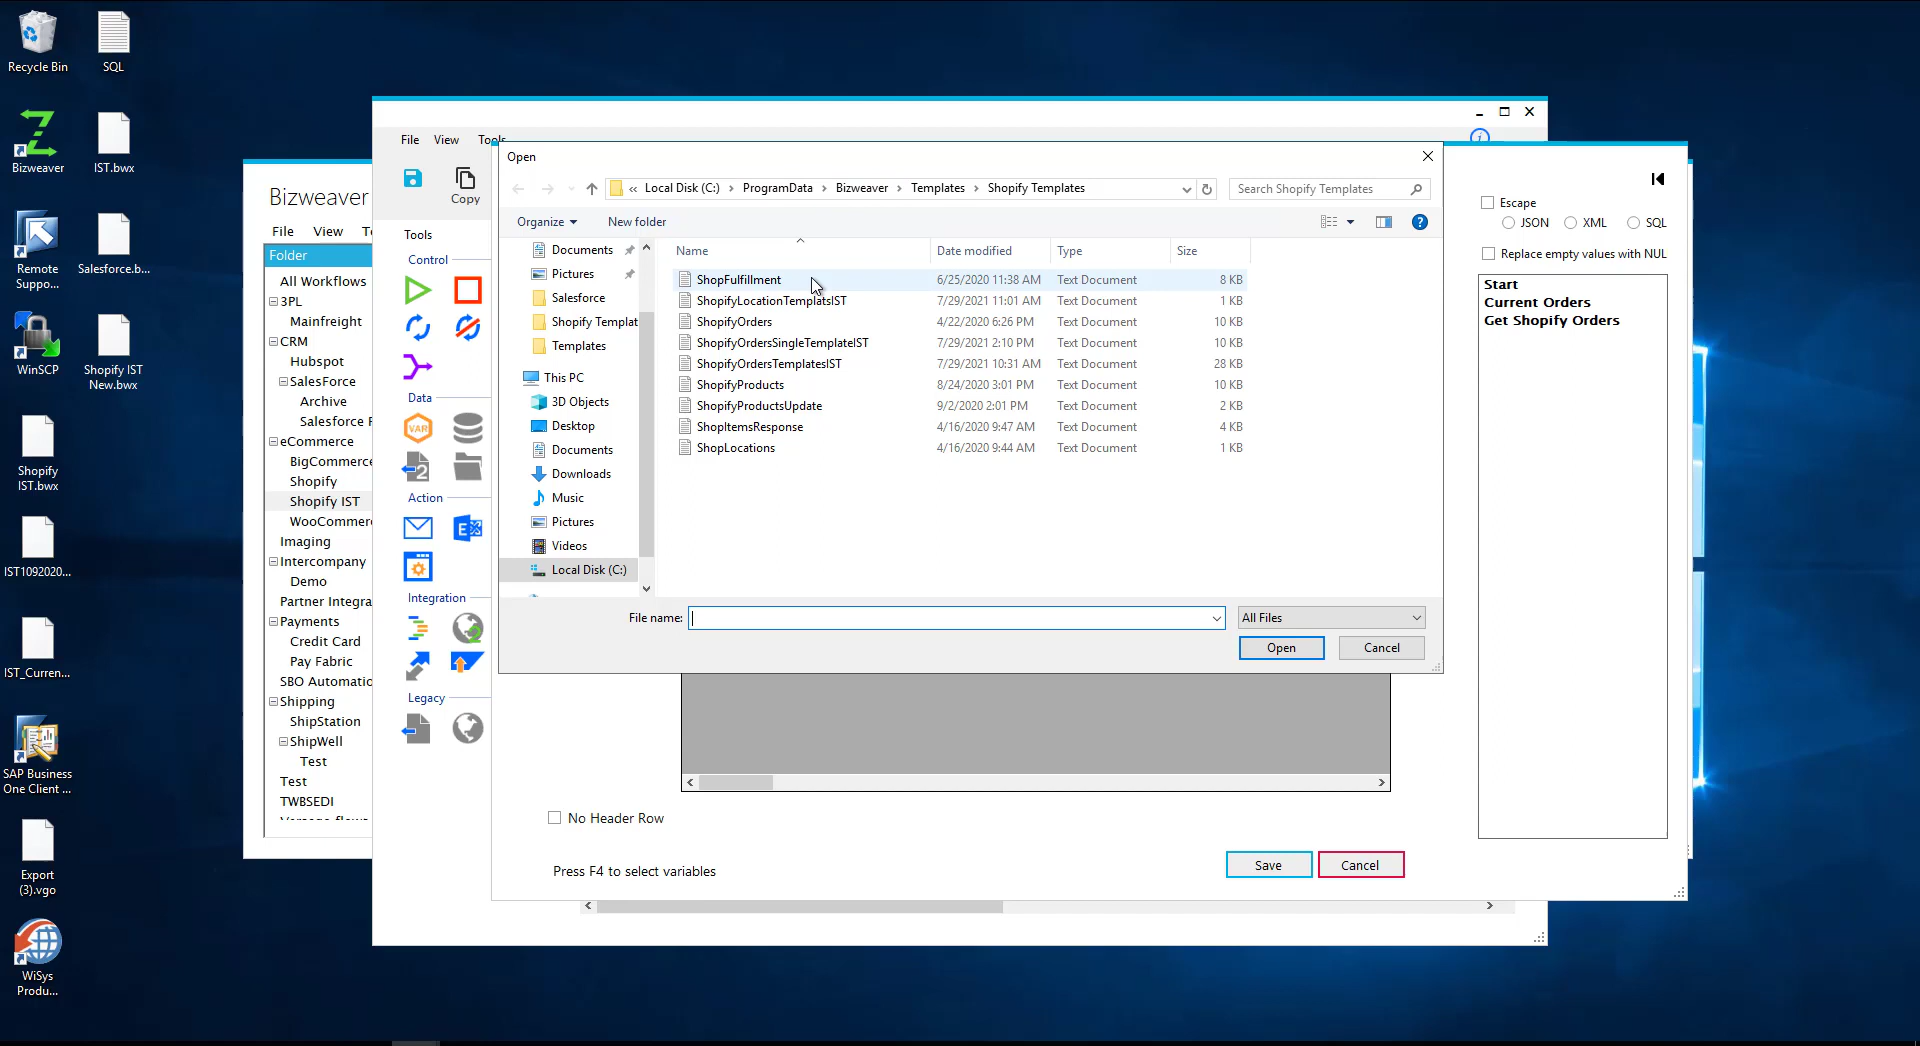 Recycle Bin
SQL
Bizweaver
IST.bwx
Remote
Suppo...
Salesforce.b...
WinSCP
Shopify IST
New.bwx
Shopify
IST.bwx
IST1092020...
IST_Curren...
SAP Business
One Client ...
Export
(3).vgo
WiSys
Produ...
Bizweaver
File View
Folder
All Workflows
3PL
Mainfreight
CRM
Hubspot
SalesForce
Archive
Salesforce
eCommerce
BigCommerce
Shopify
Shopify IST
WooCommer
Imaging
Intercompany
Demo
Partner Integra
Payments
Credit Card
Pay Fabric
SBO Automatic
Shipping
ShipStation
ShipWell
Test
Test
TWBSEDI
File View Tools
Copy
Tools
Control
Data
VAR
2
Action
Integration
Legacy
Open
« Local Disk (C:) › ProgramData › Bizweaver › Templates › Shopify Templates
Search Shopify Templates
Organize New folder
Documents
Pictures
Salesforce
Shopify Templat
Templates
This PC
3D Objects
Desktop
Documents
Downloads
Music
Pictures
Videos
Local Disk (C:)
Name Date modified Type Size
ShopFulfillment 6/25/2020 11:38 AM Text Document 8 KB
ShopifyLocationTemplatsIST 7/29/2021 11:01 AM Text Document 1 KB
ShopifyOrders 4/22/2020 6:26 PM Text Document 10 KB
ShopifyOrdersSingleTemplateIST 7/29/2021 2:10 PM Text Document 10 KB
ShopifyOrdersTemplatesIST 7/29/2021 10:31 AM Text Document 28 KB
ShopifyProducts 8/24/2020 3:01 PM Text Document 10 KB
ShopifyProductsUpdate 9/2/2020 2:01 PM Text Document 2 KB
ShopItemsResponse 4/16/2020 9:47 AM Text Document 4 KB
ShopLocations 4/16/2020 9:44 AM Text Document 1 KB
File name:
All Files
Open Cancel
Escape
JSON XML SQL
Replace empty values with NUL
Start
Current Orders
Get Shopify Orders
No Header Row
Press F4 to select variables
Save Cancel